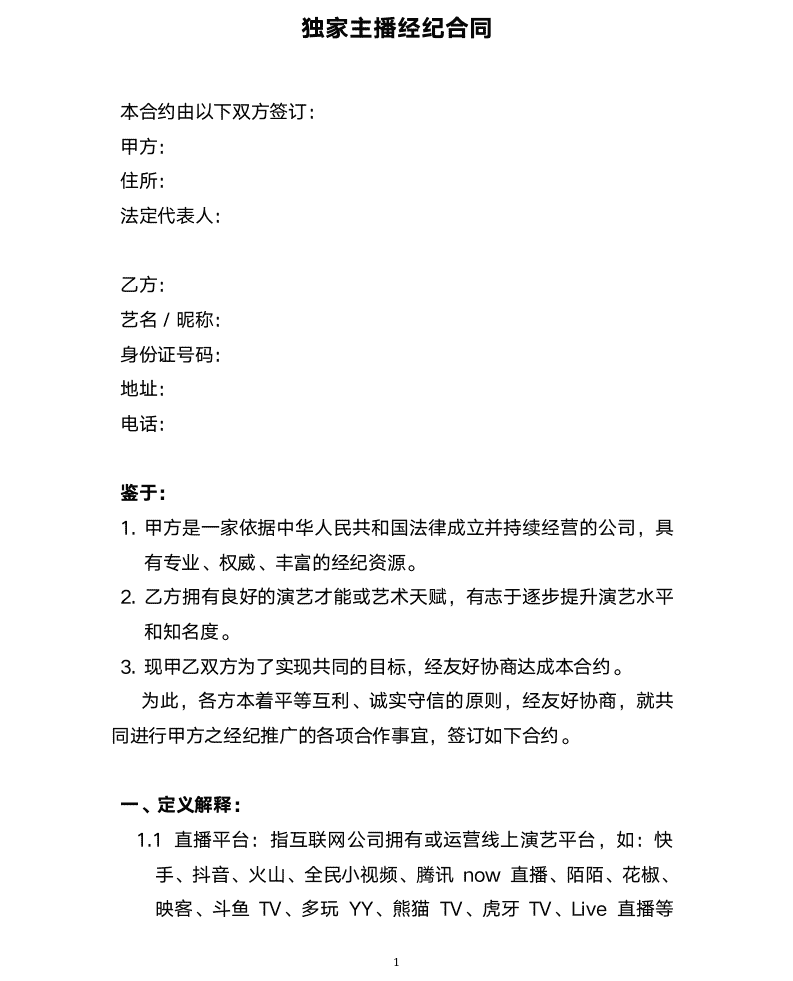 独家主播经纪合同
本合约由以下双方签订：
甲方：
住所：
法定代表人：
乙方：
艺名 / 昵称：
身份证号码：
地址：
电话：
鉴于：
1. 甲方是一家依据中华人民共和国法律成立并持续经营的公司，具
有专业、权威、丰富的经纪资源。
2. 乙方拥有良好的演艺才能或艺术天赋，有志于逐步提升演艺水平
和知名度。
3. 现甲乙双方为了实现共同的目标，经友好协商达成本合约。
为此，各方本着平等互利、诚实守信的原则，经友好协商，就共
同进行甲方之经纪推广的各项合作事宜，签订如下合约。
一、定义解释：
1.1 直播平台：指互联网公司拥有或运营线上演艺平台，如：快
手、抖音、火山、全民小视频、腾讯 now 直播、陌陌、花椒、
映客、斗鱼 TV、多玩 YY、熊猫 TV、虎牙 TV、Live 直播等
1